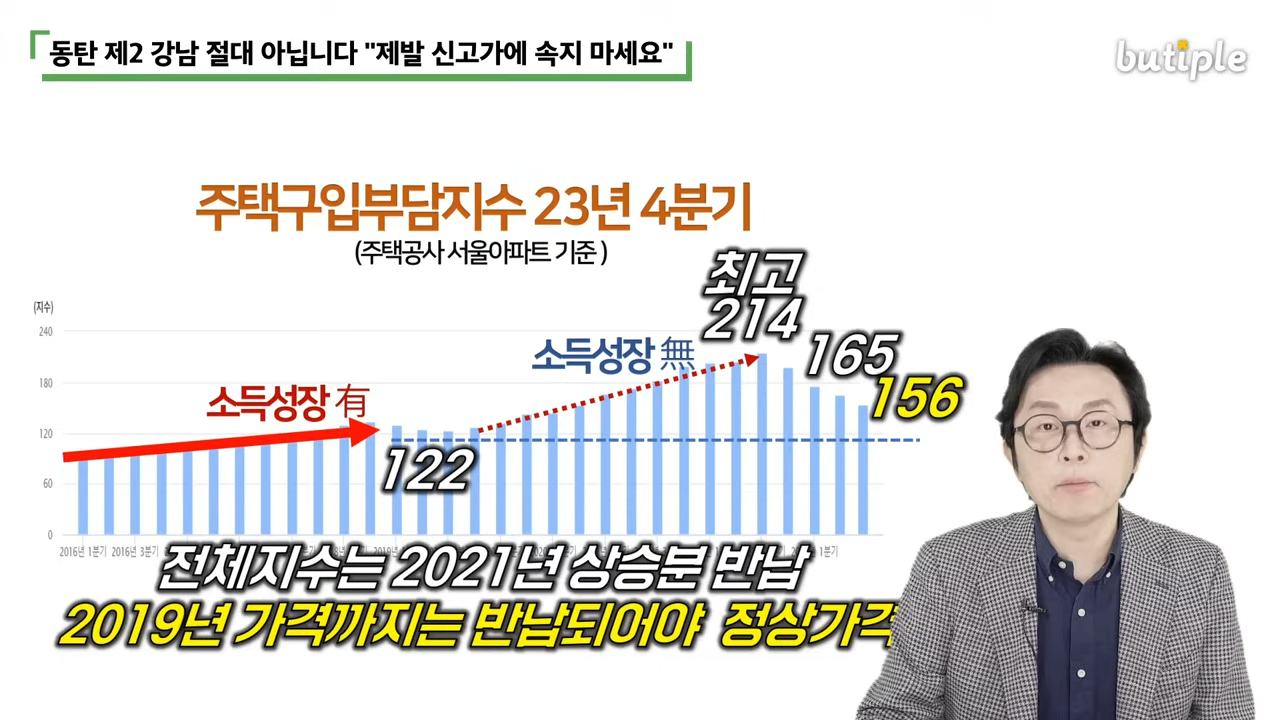 동탄 제2 강남 절대 아닙니다 "제발 신고가에 속지 마세요"
butiple
주택구입부담지수 23년 4분기
(주택공사 서울아파트 기준 )
최고
214
(지수)
240
소득성장 無
165
180
소득성장 有
156
120
122
60
0
2016년 1분기 2016년 3분기
1분기
전체지수는 2021년 상승분 반납
2019년 가격까지는 반납되어야 정상가격